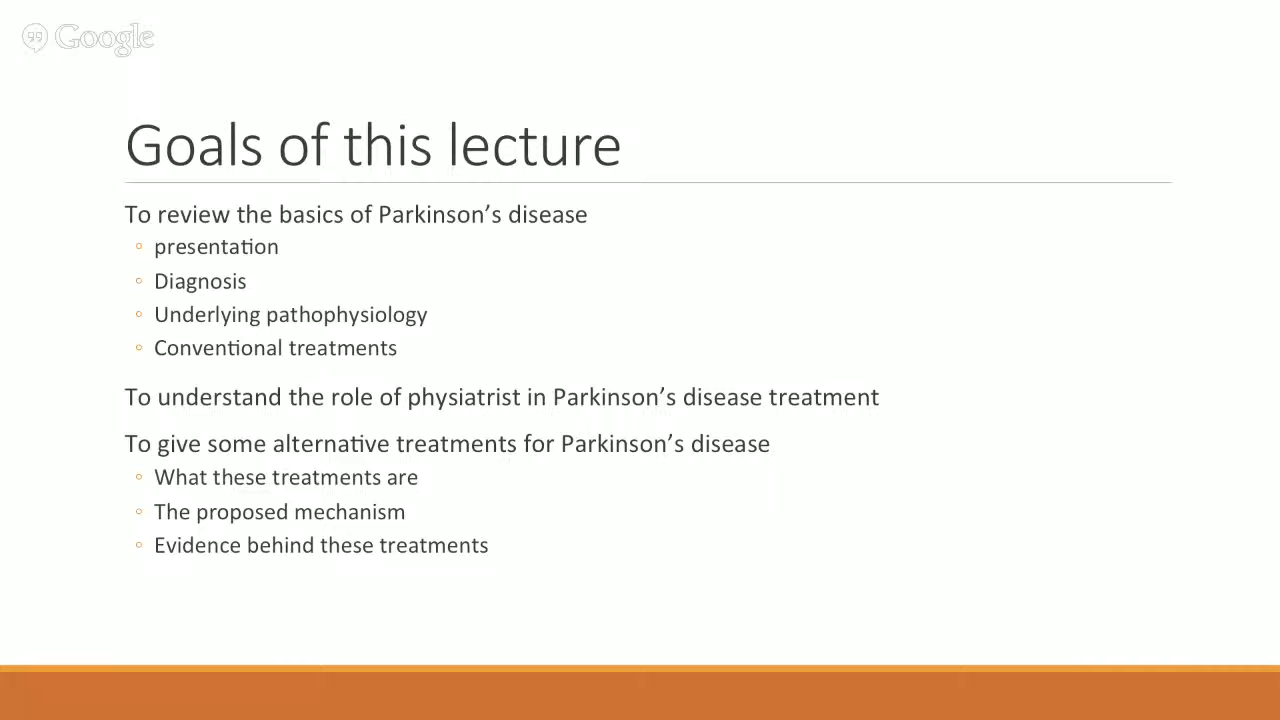 Google
Goals of this lecture
To review the basics of Parkinson’s disease
◦ presentation
◦ Diagnosis
◦ Underlying pathophysiology
◦ Conventional treatments
To understand the role of physiatrist in Parkinson’s disease treatment
To give some alternative treatments for Parkinson’s disease
◦ What these treatments are
◦ The proposed mechanism
◦ Evidence behind these treatments